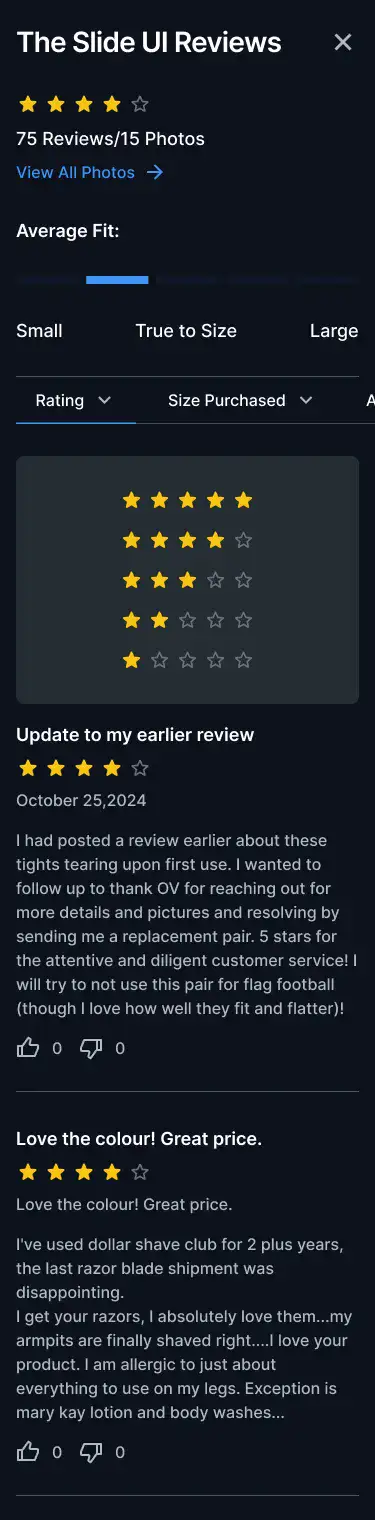 The Slide UI Reviews
75 Reviews/15 Photos
View All Photos
Average Fit:
Small True to Size Large
Rating Size Purchased A
Update to my earlier review
October 25,2024
I had posted a review earlier about these
tights tearing upon first use. I wanted to
follow up to thank OV for reaching out for
more details and pictures and resolving by
sending me a replacement pair. 5 stars for
the attentive and diligent customer service! I
will try to not use this pair for flag football
(though I love how well they fit and flatter)!
0 0
Love the colour! Great price.
Love the colour! Great price.
I've used dollar shave club for 2 plus years,
the last razor blade shipment was
disappointing.
I get your razors, I absolutely love them...my
armpits are finally shaved right....I love your
product. I am allergic to just about
everything to use on my legs. Exception is
mary kay lotion and body washes...
0 0